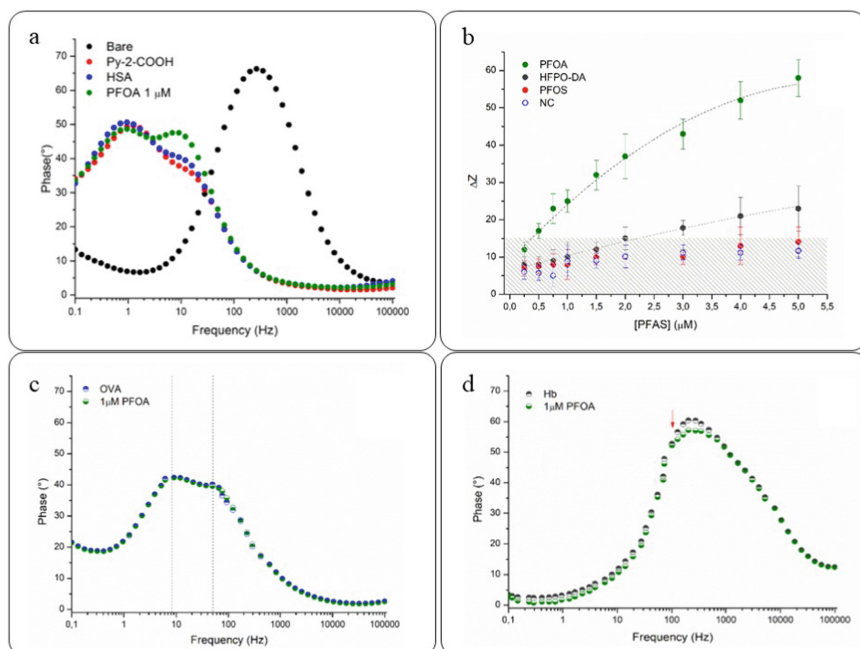 a
Bare
Py-2-COOH
HSA
PFOA 1 μM
Phase(°)
70
60
50
40
30
20
10
0
0.1 1 10 100 1000 10000 100000
Frequency (Hz)
b
PFOA
HFPO-DA
PFOS
NC
ΔZ
60
50
40
30
20
10
0
0,0 0,5 1,0 1,5 2,0 2,5 3,0 3,5 4,0 4,5 5,0 5,5
[PFAS] (μM)
c
OVA
1μM PFOA
Phase (°)
70
60
50
40
30
20
10
0
0,1 1 10 100 1000 10000 100000
Frequency (Hz)
d
Hb
1μM PFOA
Phase (°)
70
60
50
40
30
20
10
0
0,1 1 10 100 1000 10000 100000
Frequency (Hz)